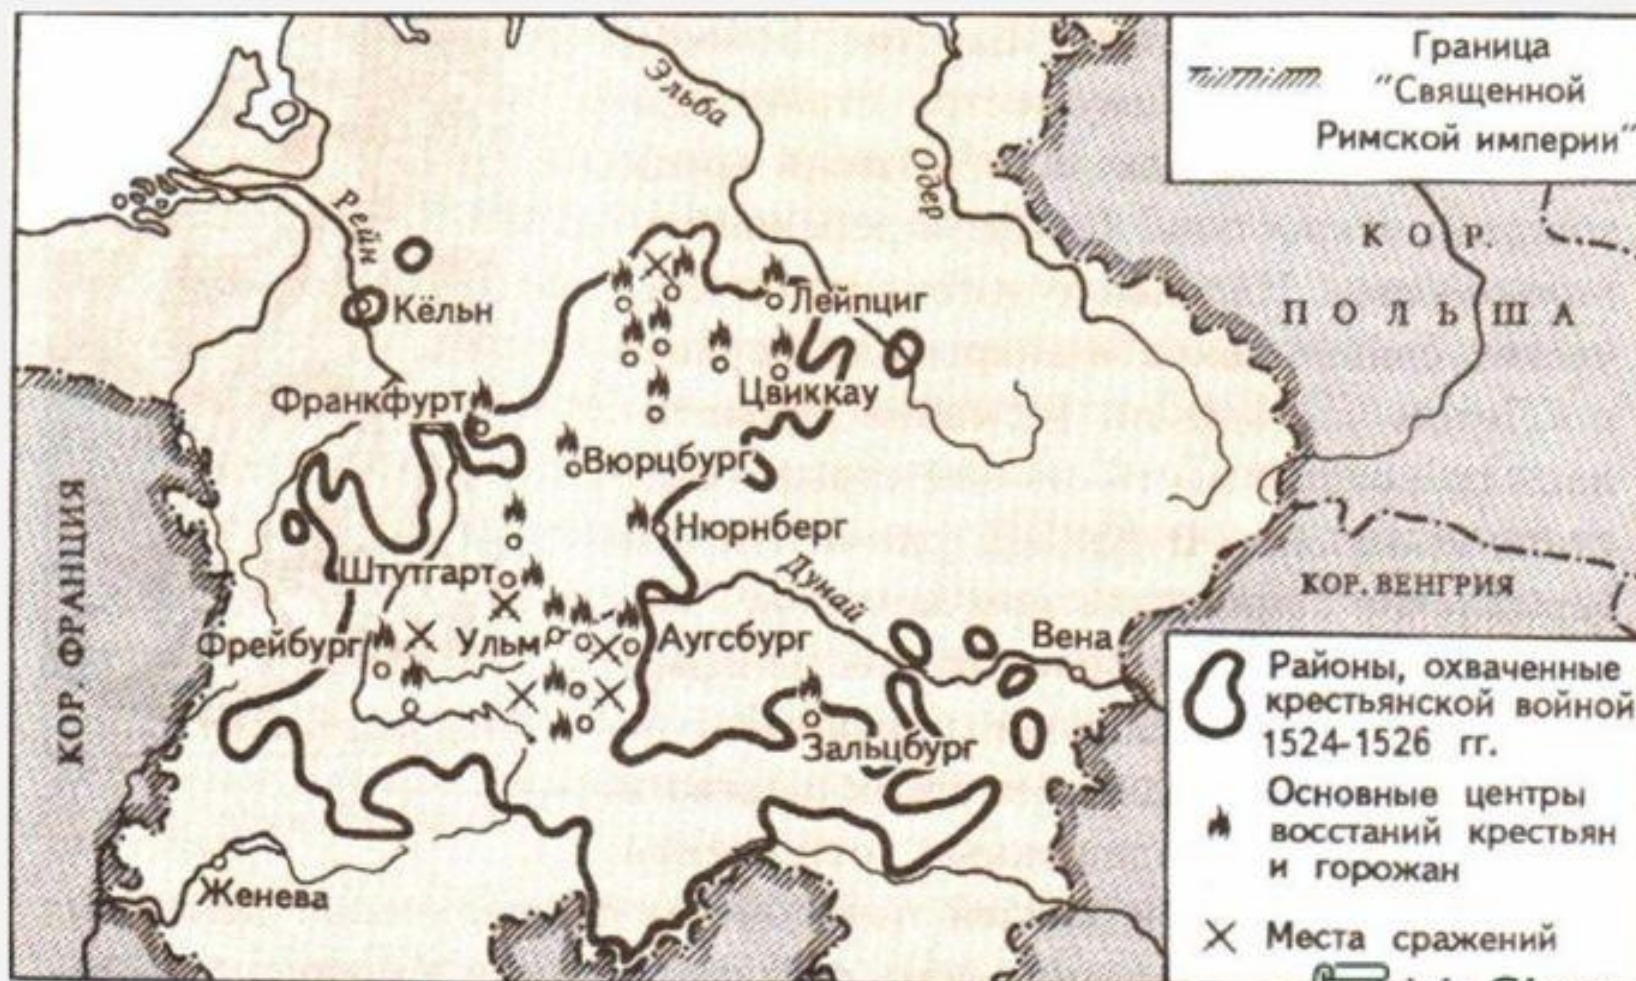 Граница
"Священной
Римской империи"
Эльба
Одер
Рейн
КОР.
ПОЛЬША
Кёльн
Лейпциг
Франкфурт
Цвиккау
Вюрцбург
Нюрнберг
КОР. ФРАНЦИЯ
Штутгарт
Дунай
КОР. ВЕНГРИЯ
Фрейбург
Ульм
Аугсбург
Вена
Зальцбург
Женева
Районы, охваченные
крестьянской войной
1524-1526 гг.
Основные центры
восстаний крестьян
и горожан
Места сражений